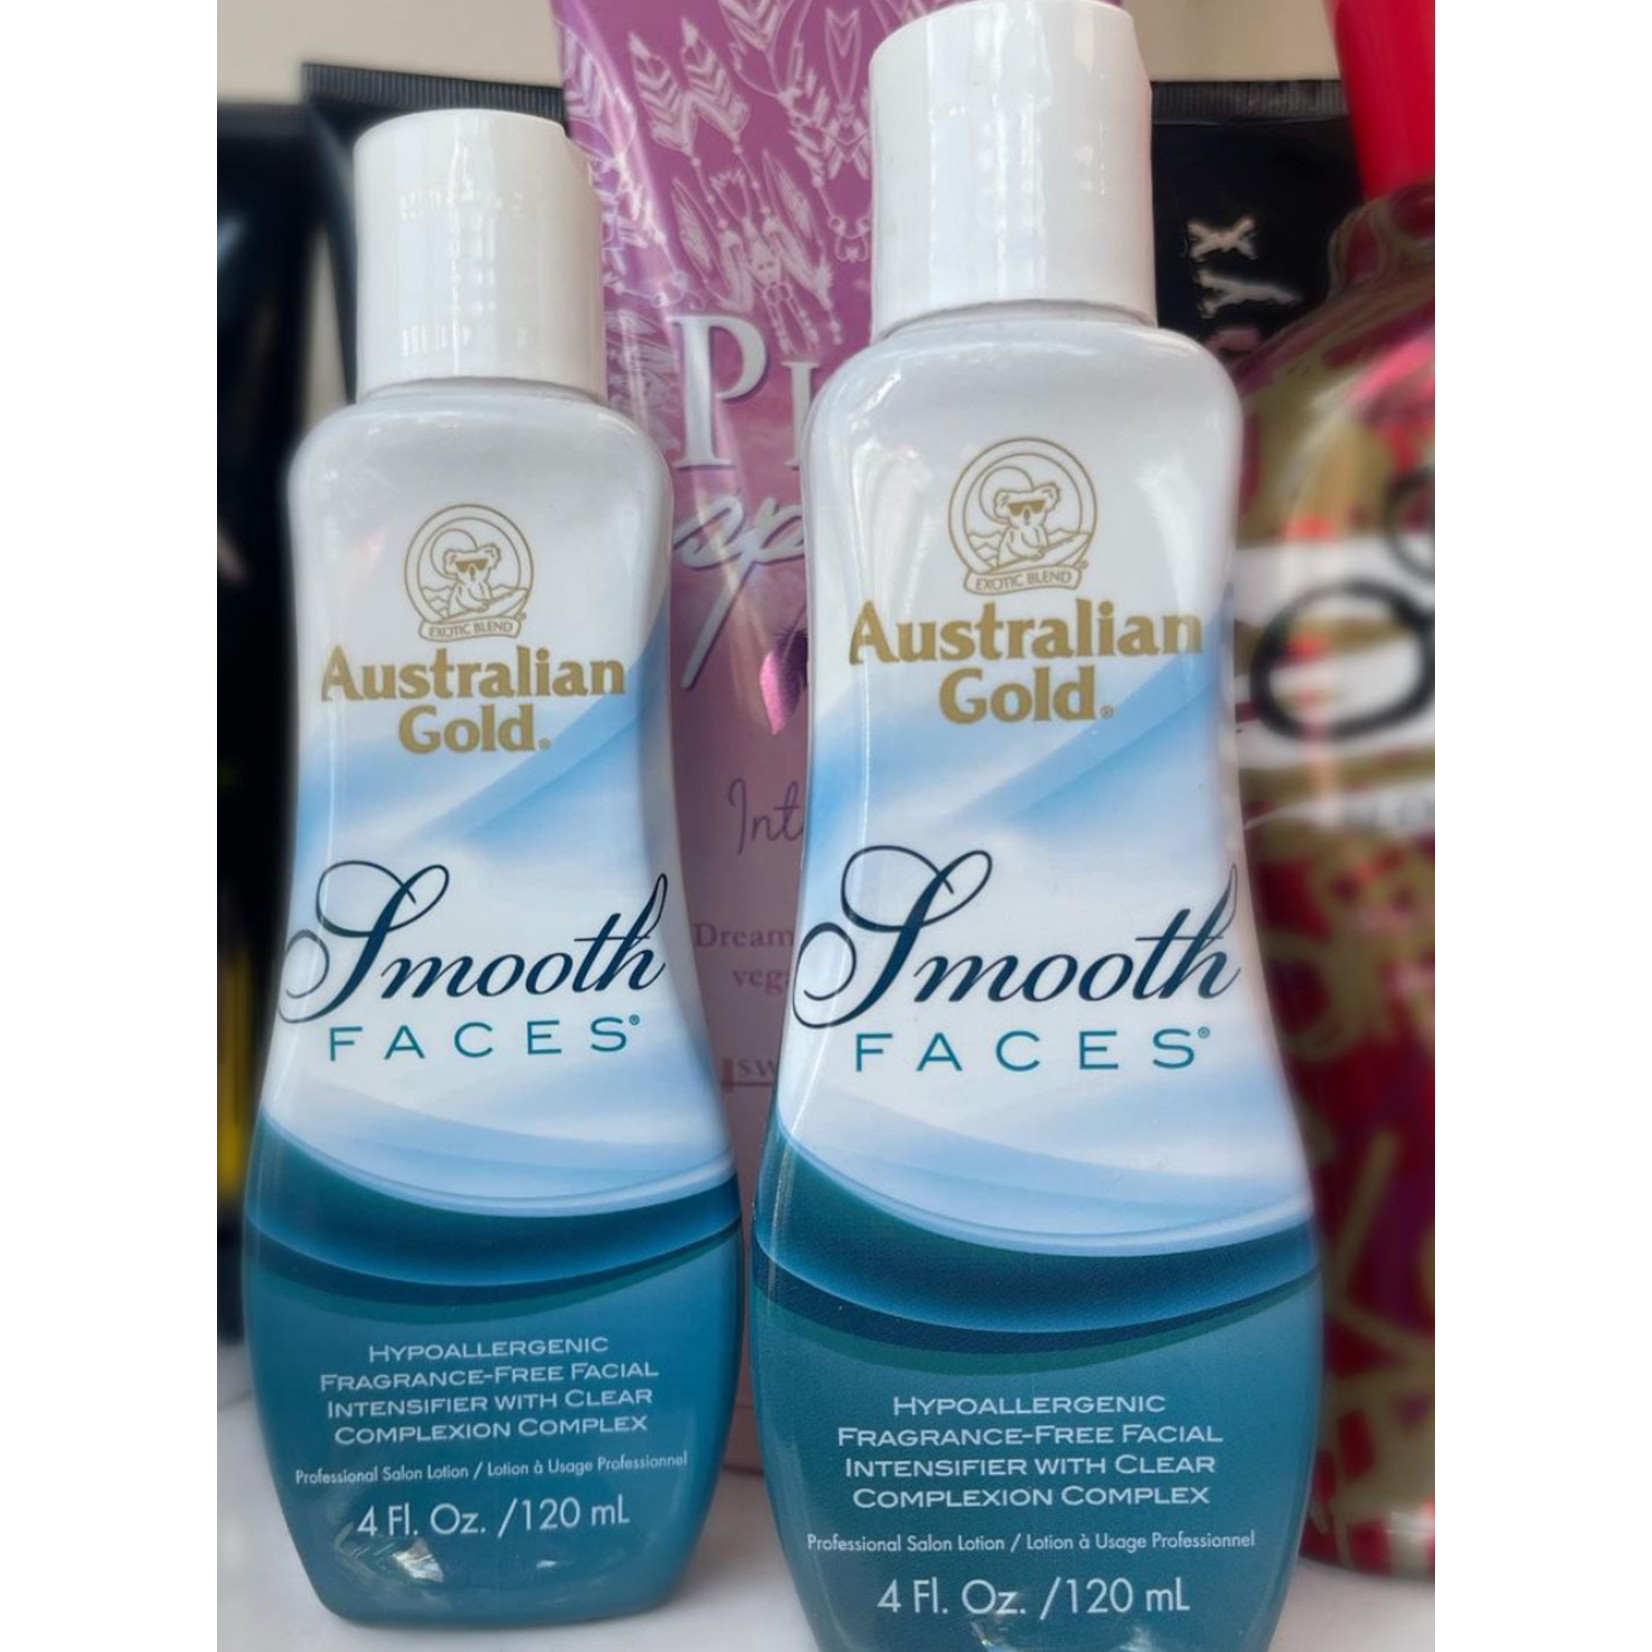 EXOTIC BLEND
Australian
Gold®
Smooth
FACES®
HYPOALLERGENIC
FRAGRANCE-FREE FACIAL
INTENSIFIER WITH CLEAR
COMPLEXION COMPLEX
Professional Salon Lotion / Lotion à Usage Professionnel
4 Fl. Oz. /120 mL
EXOTIC BLEND®
Australian
Gold®
Smooth
FACES®
HYPOALLERGENIC
FRAGRANCE-FREE FACIAL
INTENSIFIER WITH CLEAR
COMPLEXION COMPLEX
Professional Salon Lotion / Lotion à Usage Professionnel
4 Fl. Oz. /120 mL
Dream